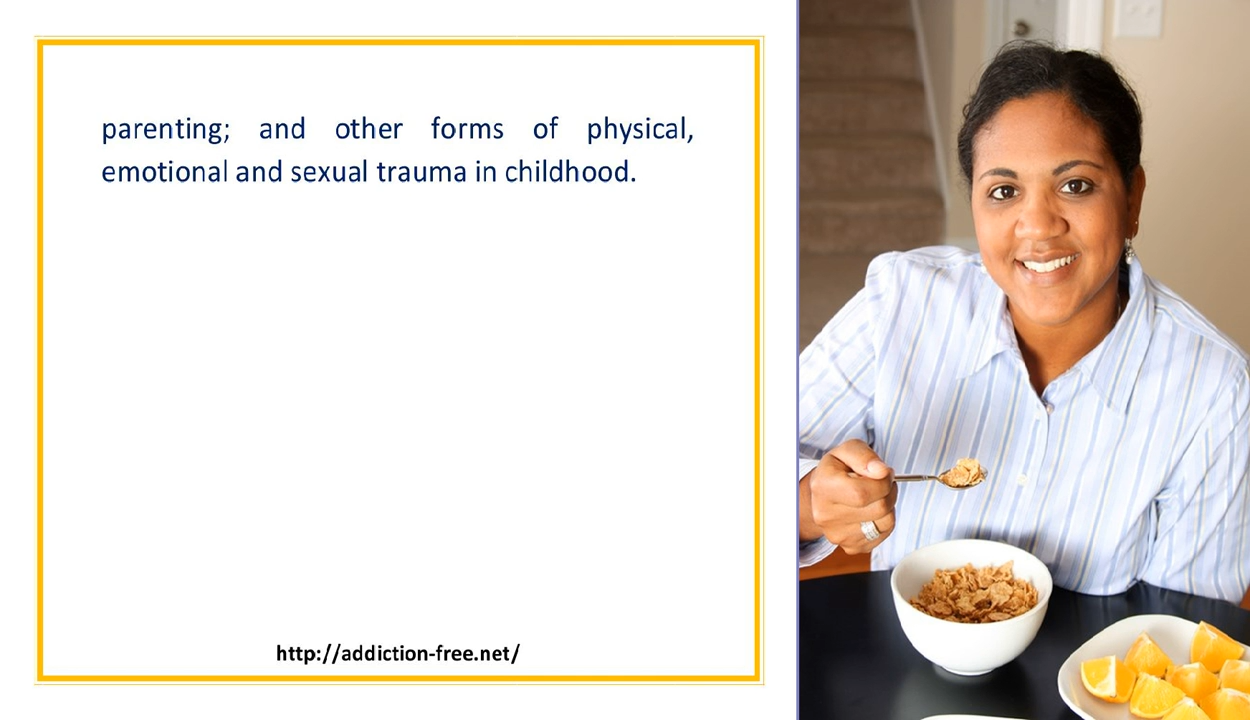 parenting; and other forms of physical,
emotional and sexual trauma in childhood.
http://addiction-free.net/